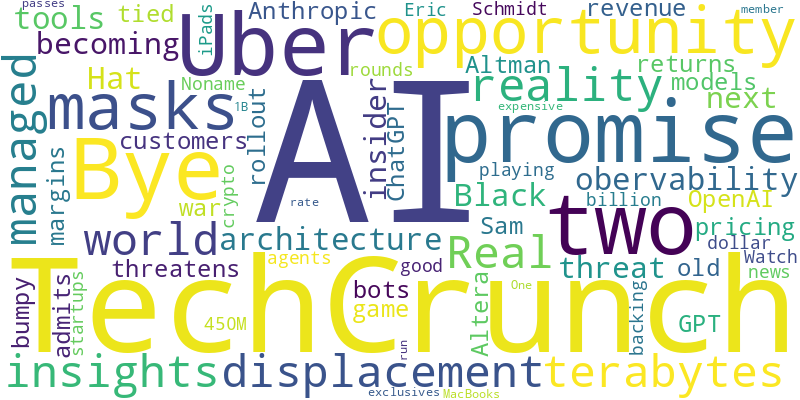 passes
tools
tied
iPads
Anthropic
Eric
Schmidt
revenue
member
becoming
Uber
opportunity
Hat
Noname
rounds
Altman
returns
managed
masks
1B
rollout
insider
ChatGPT
reality
models
expensive
next
AI
promise
customers
Bye
margins
crypto
playing
obervability
war
rate
Black
billion
OpenAI
world
architecture
Sam
two
pricing
dollar
threatens
agents
good
Real
threat
old
Watch
news
bumpy
admits
startups
TechCrunch
bots
game
450M
Altera
One
backing
GPT
run
insights
displacement
terabytes
exclusives
MacBooks